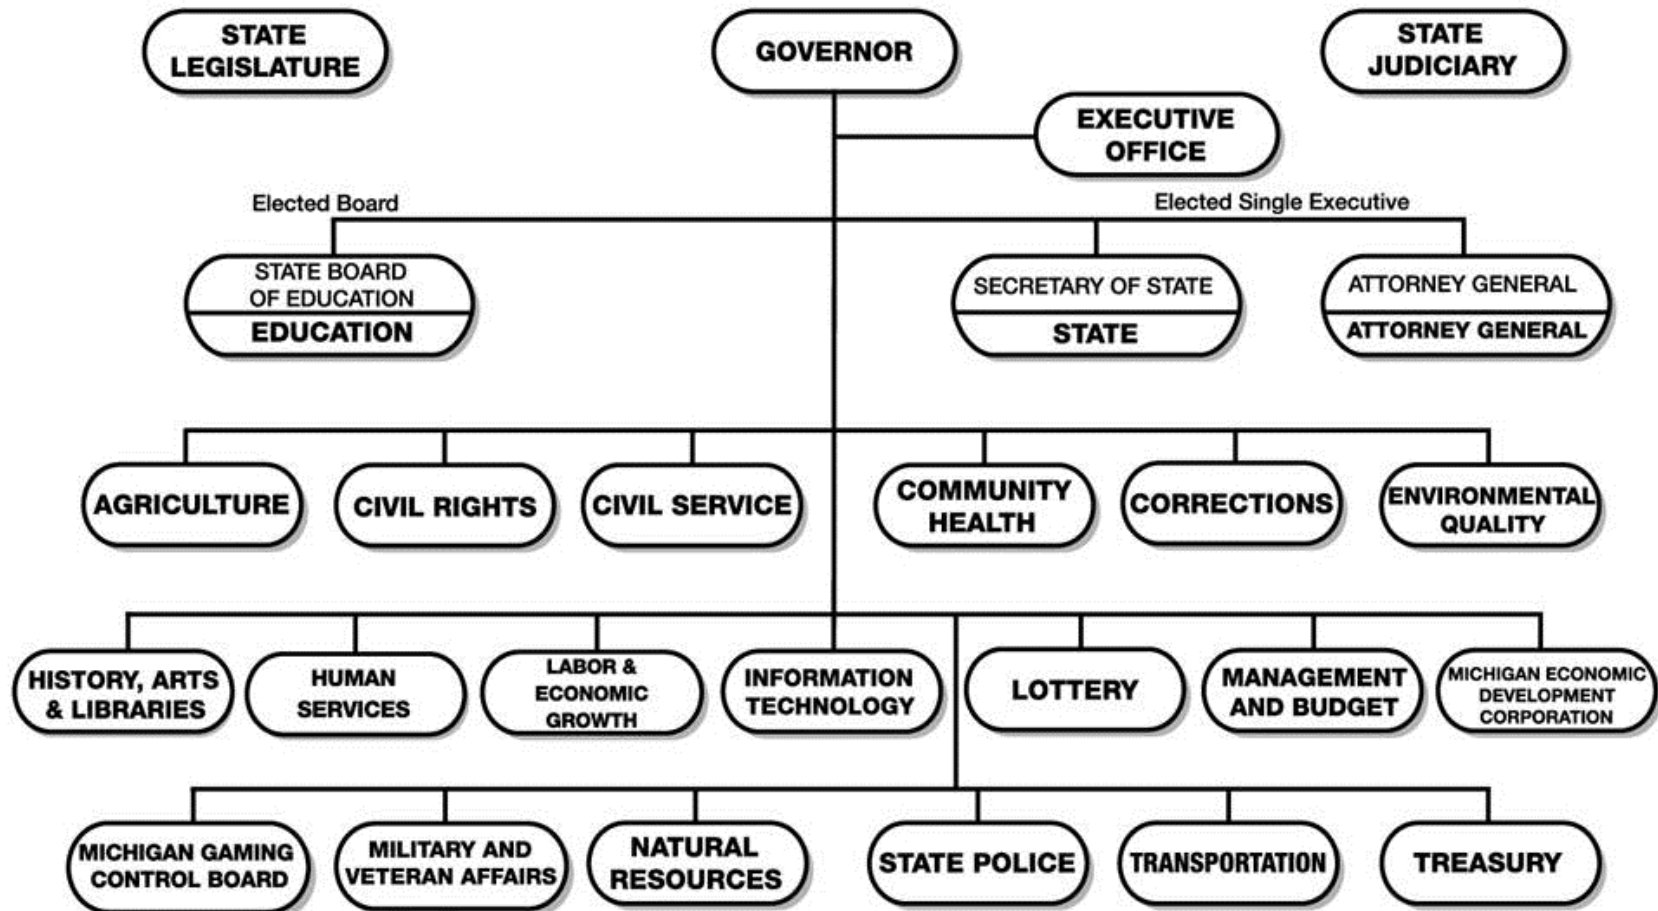 STATE
LEGISLATURE
GOVERNOR
STATE
JUDICIARY
EXECUTIVE
OFFICE
Elected Board
Elected Single Executive
STATE BOARD
OF EDUCATION
EDUCATION
SECRETARY OF STATE
STATE
ATTORNEY GENERAL
ATTORNEY GENERAL
AGRICULTURE
CIVIL RIGHTS
CIVIL SERVICE
COMMUNITY
HEALTH
CORRECTIONS
ENVIRONMENTAL
QUALITY
HISTORY, ARTS
& LIBRARIES
HUMAN
SERVICES
LABOR &
ECONOMIC
GROWTH
INFORMATION
TECHNOLOGY
LOTTERY
MANAGEMENT
AND BUDGET
MICHIGAN ECONOMIC
DEVELOPMENT
CORPORATION
MICHIGAN GAMING
CONTROL BOARD
MILITARY AND
VETERAN AFFAIRS
NATURAL
RESOURCES
STATE POLICE
TRANSPORTATION
TREASURY